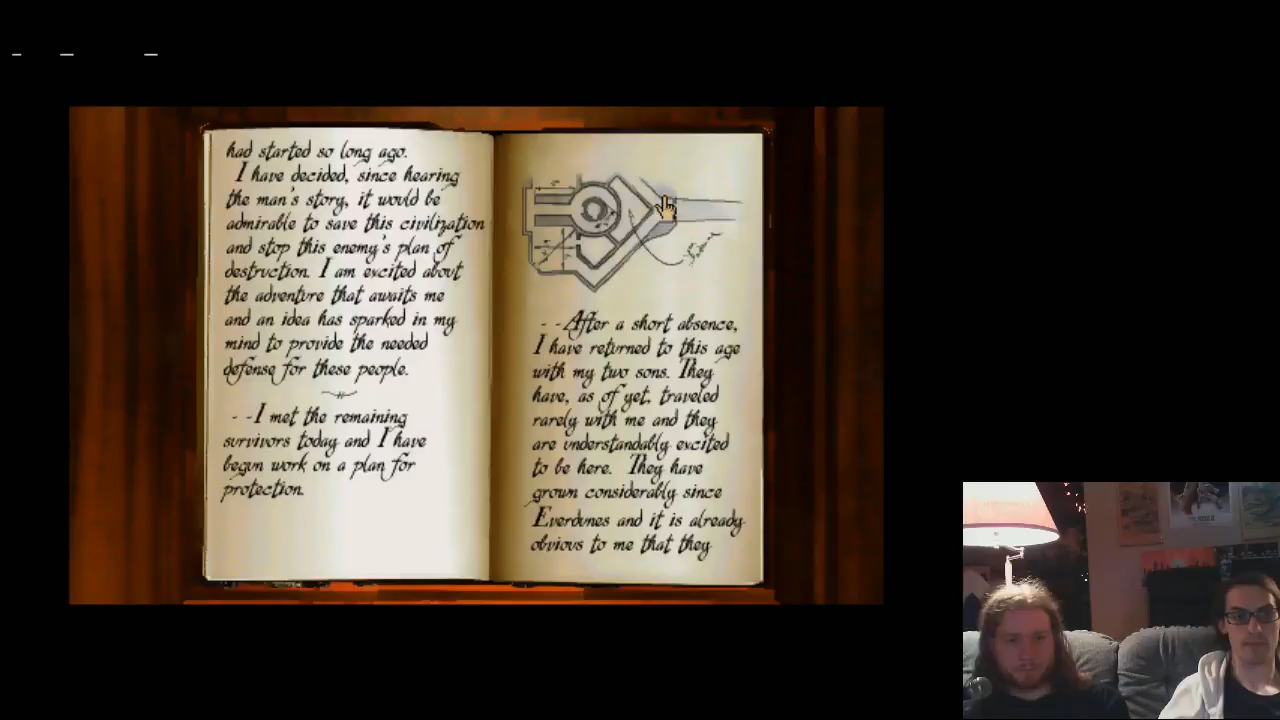 had started so long ago.
I have decided, since hearing
the man's story, it would be
admirable to save this civilization
and stop this enemy's plan of
destruction. I am excited about
the adventure that awaits me
and an idea has sparked in my
mind to provide the needed
defense for these people.
- -I met the remaining
survivors today and I have
begun work on a plan for
protection.
- -After a short absence,
I have returned to this age
with my two sons. They
have, as of yet, traveled
rarely with me and they
are understandably excited
to be here. They have
grown considerably since
Everdunes and it is already
obvious to me that they